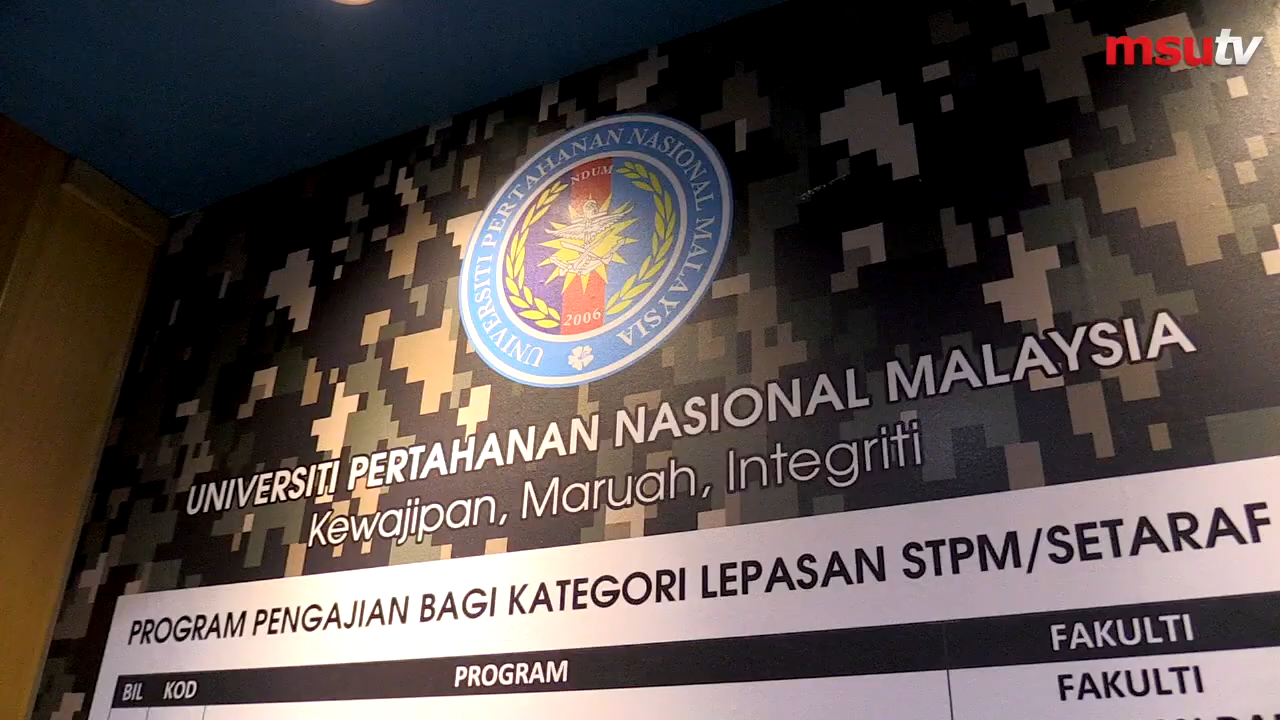 msutv
UNIVERSITI PERTAHANAN NASIONAL MALAYSIA
NDUM
2006
UNIVERSITI PERTAHANAN NASIONAL MALAYSIA
Kewajipan, Maruah, Integriti
PROGRAM PENGAJIAN BAGI KATEGORI LEPASAN STPM/SETARAF
BIL KOD PROGRAM FAKULTI
FAKULTI